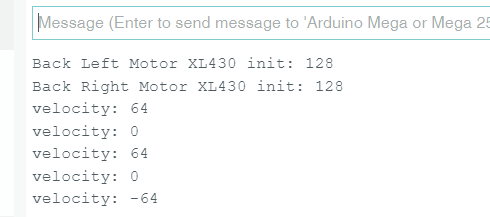 Message (Enter to send message to 'Arduino Mega or Mega 25
Back Left Motor XL430 init: 128
Back Right Motor XL430 init: 128
velocity: 64
velocity: 0
velocity: 64
velocity: 0
velocity: -64